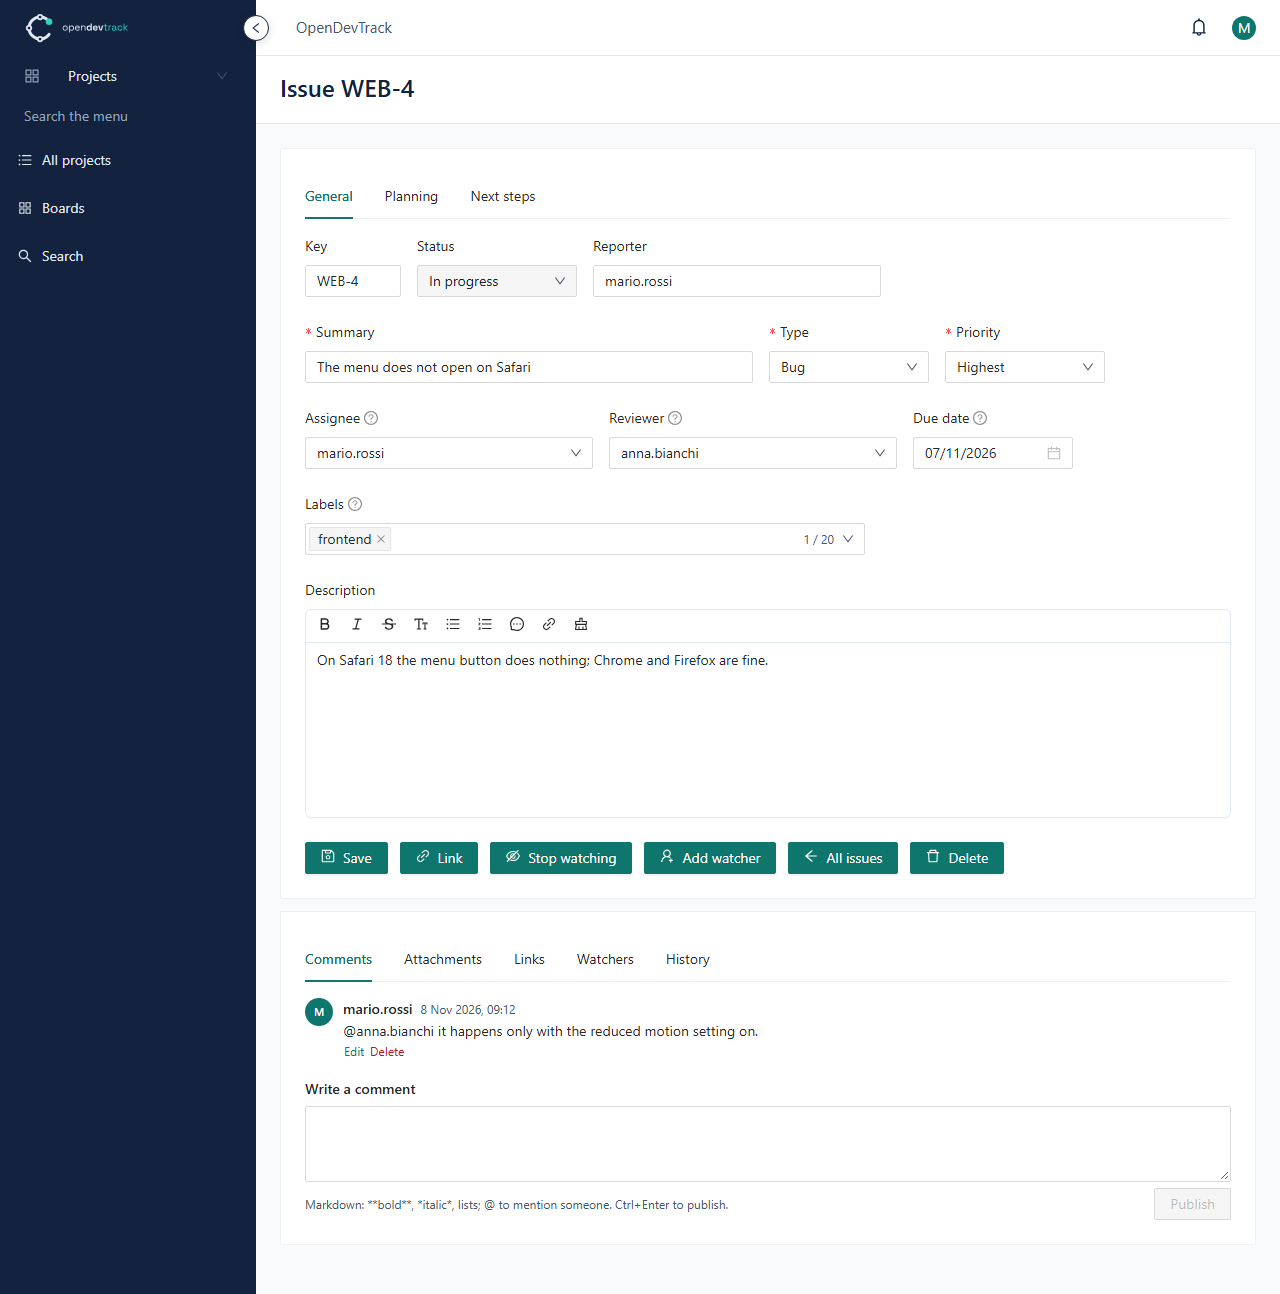 opendevtrack
OpenDevTrack
M
Projects
Search the menu
All projects
Boards
Search
Issue WEB-4
General Planning Next steps
Key Status Reporter
WEB-4 In progress mario.rossi
* Summary * Type * Priority
The menu does not open on Safari Bug Highest
Assignee Reviewer Due date
mario.rossi anna.bianchi 07/11/2026
Labels
frontend 1 / 20
Description
On Safari 18 the menu button does nothing; Chrome and Firefox are fine.
Save Link Stop watching Add watcher All issues Delete
Comments Attachments Links Watchers History
M mario.rossi 8 Nov 2026, 09:12
@anna.bianchi it happens only with the reduced motion setting on.
Edit Delete
Write a comment
Markdown: **bold**, *italic*, lists; @ to mention someone. Ctrl+Enter to publish.
Publish